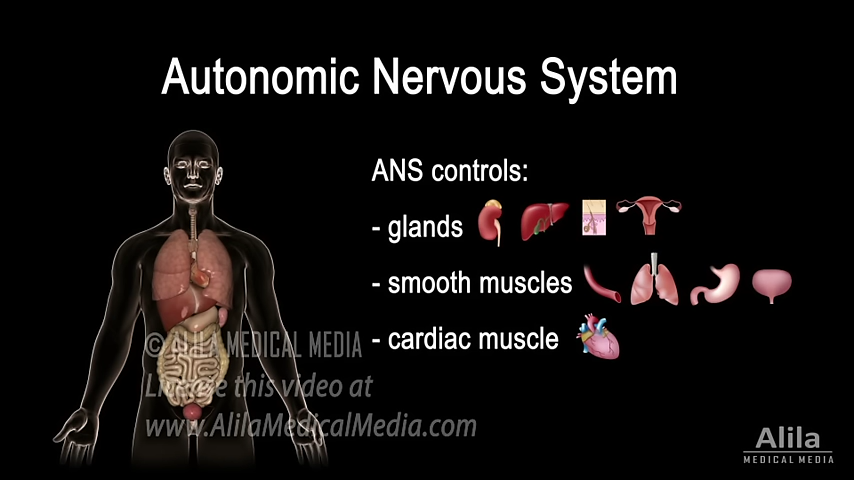 Autonomic Nervous System
ANS controls:
- glands
- smooth muscles
- cardiac muscle
© ALILA MEDICAL MEDIA
License this video at
www.AlilaMedicalMedia.com
Alila
MEDICAL MEDIA